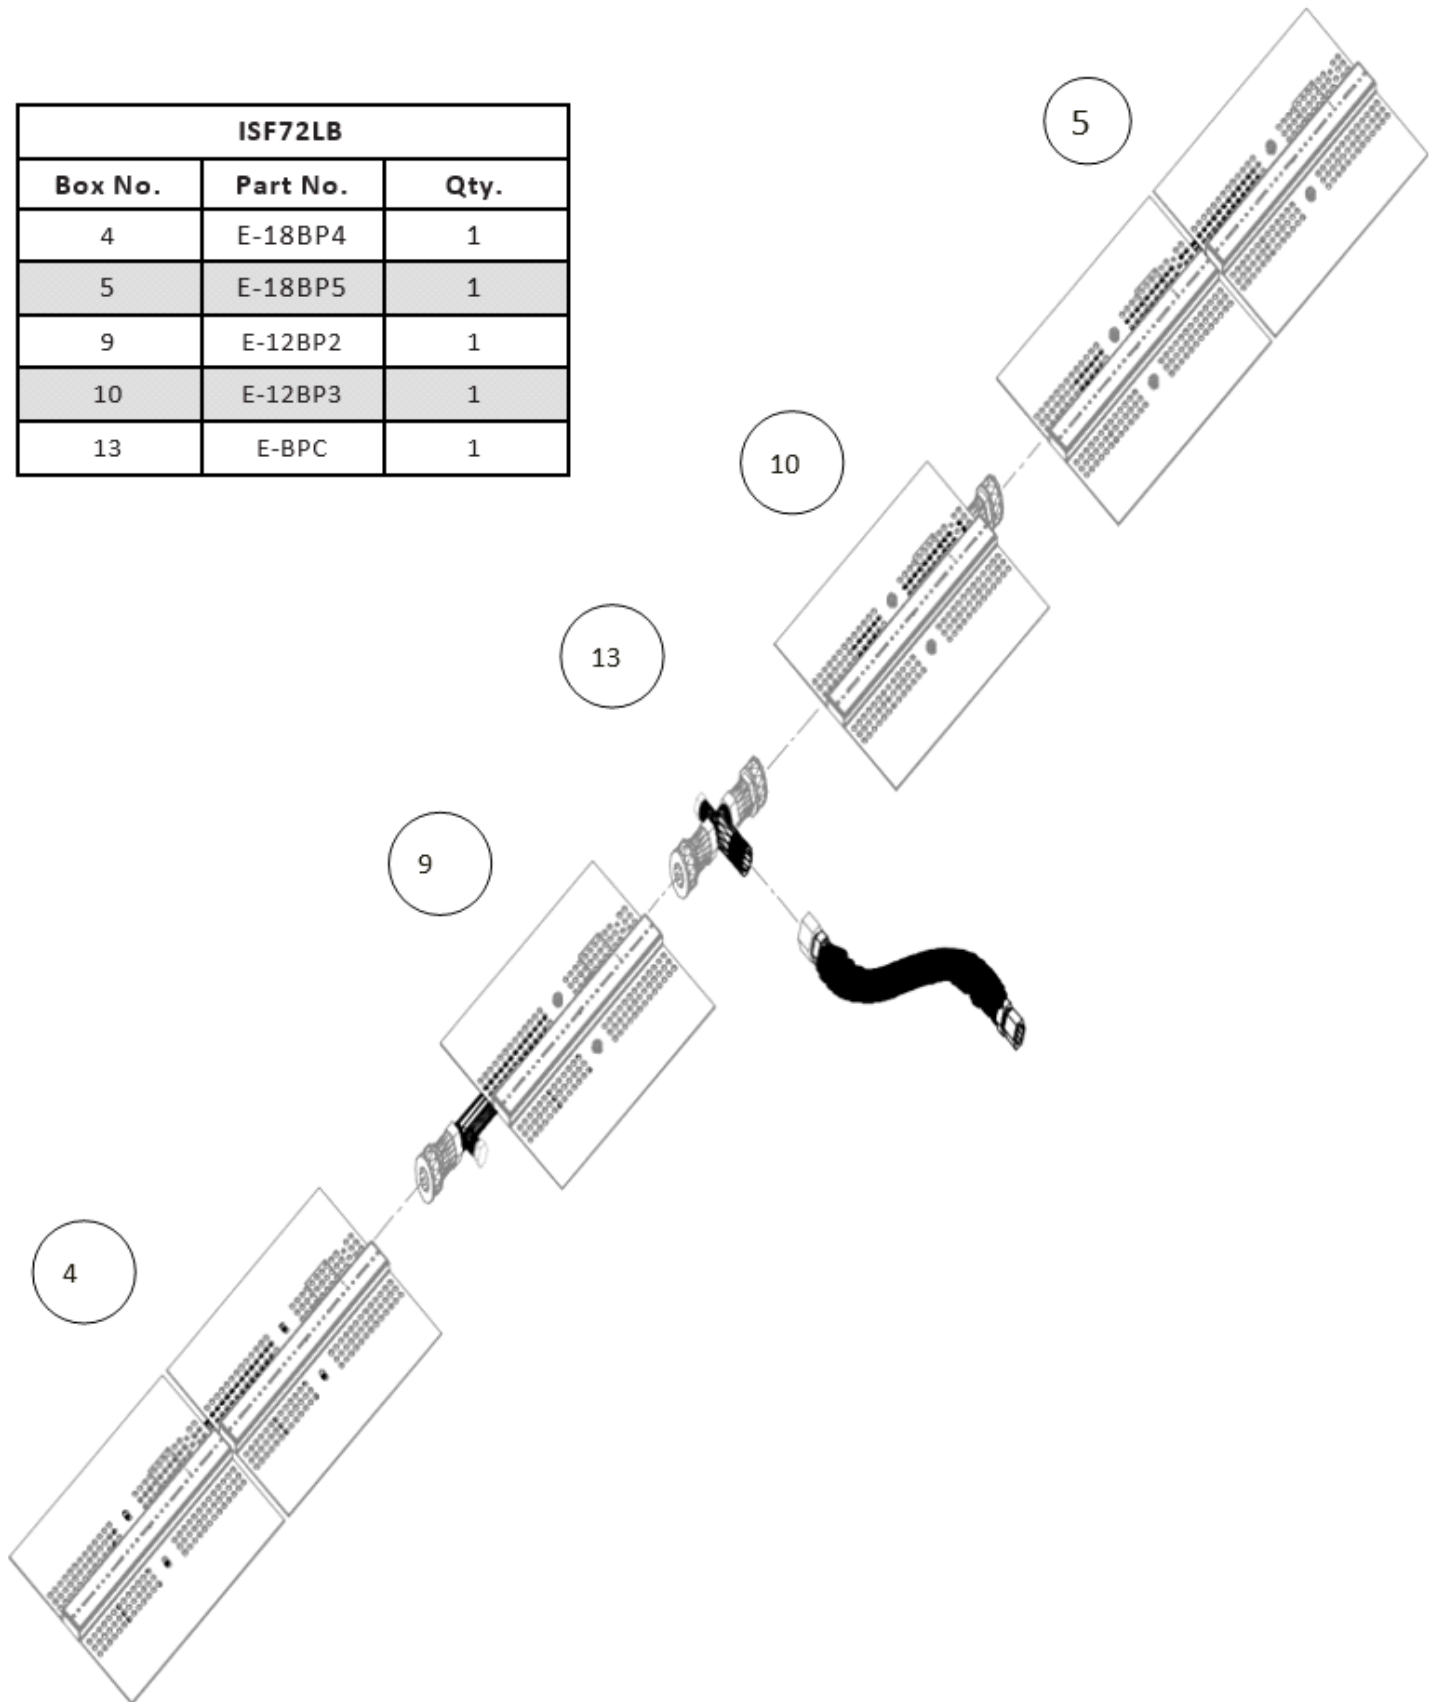 ISF72LB
Box No. Part No. Qty.
4 E-18BP4 1
5 E-18BP5 1
9 E-12BP2 1
10 E-12BP3 1
13 E-BPC 1
5
10
13
9
4